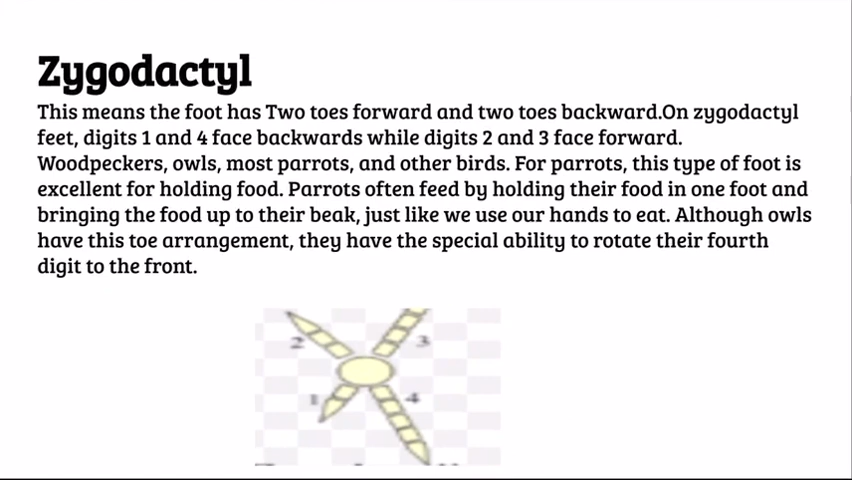 Zygodactyl
This means the foot has Two toes forward and two toes backward.On zygodactyl
feet, digits 1 and 4 face backwards while digits 2 and 3 face forward.
Woodpeckers, owls, most parrots, and other birds. For parrots, this type of foot is
excellent for holding food. Parrots often feed by holding their food in one foot and
bringing the food up to their beak, just like we use our hands to eat. Although owls
have this toe arrangement, they have the special ability to rotate their fourth
digit to the front.
2 3
1 4